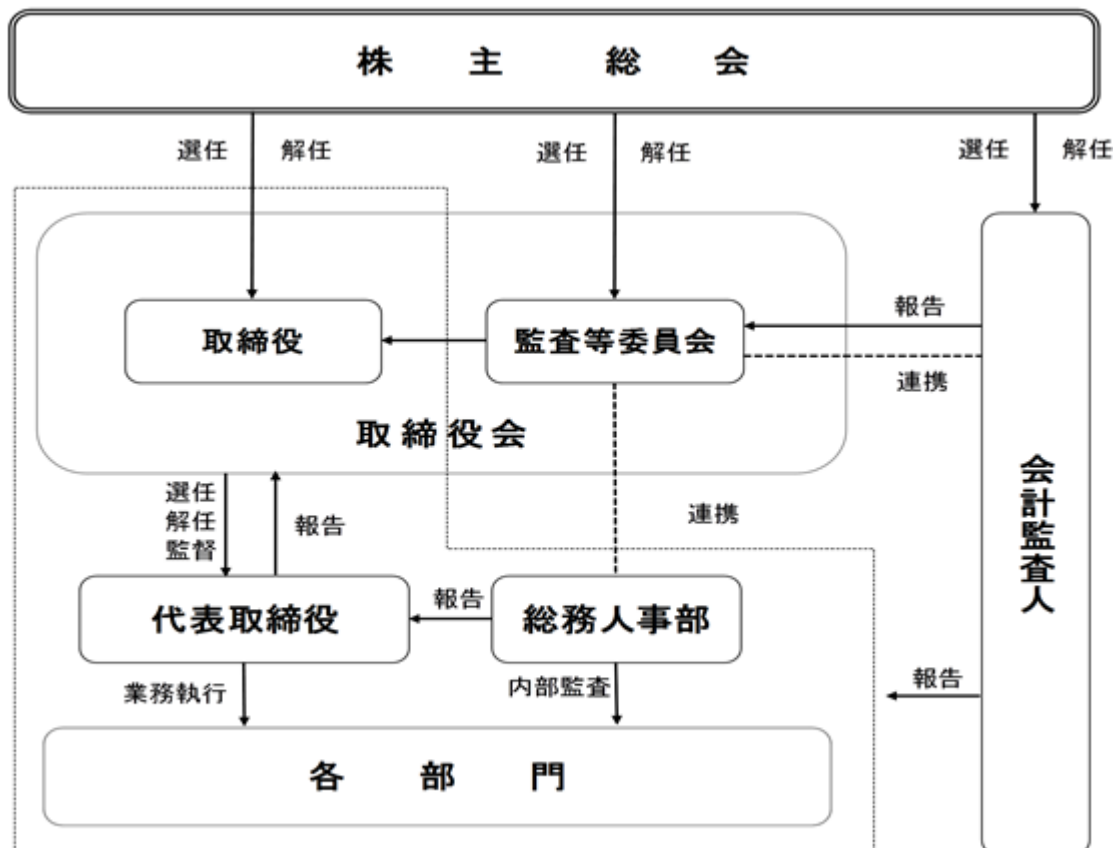 株主総会
選任 解任
選任 解任
選任 解任
取締役
監査等委員会
報告
連携
取締役会
会計監査人
選任
解任
監督
報告
連携
代表取締役
報告
総務人事部
業務執行
内部監査
報告
各部門